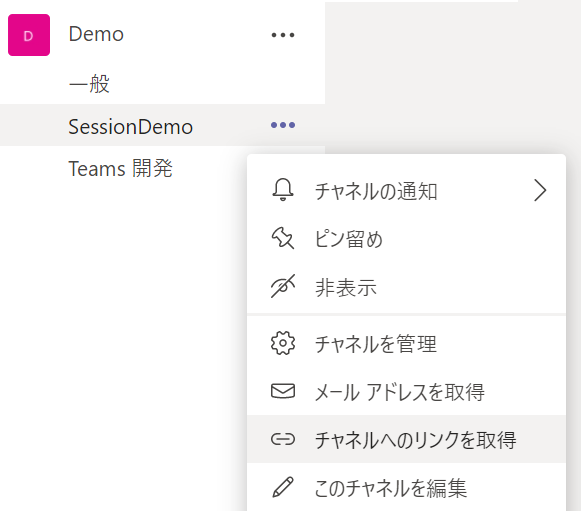 D Demo ...
一般
SessionDemo ...
Teams 開発
チャネルの通知
ピン留め
非表示
チャネルを管理
メール アドレスを取得
チャネルへのリンクを取得
このチャネルを編集